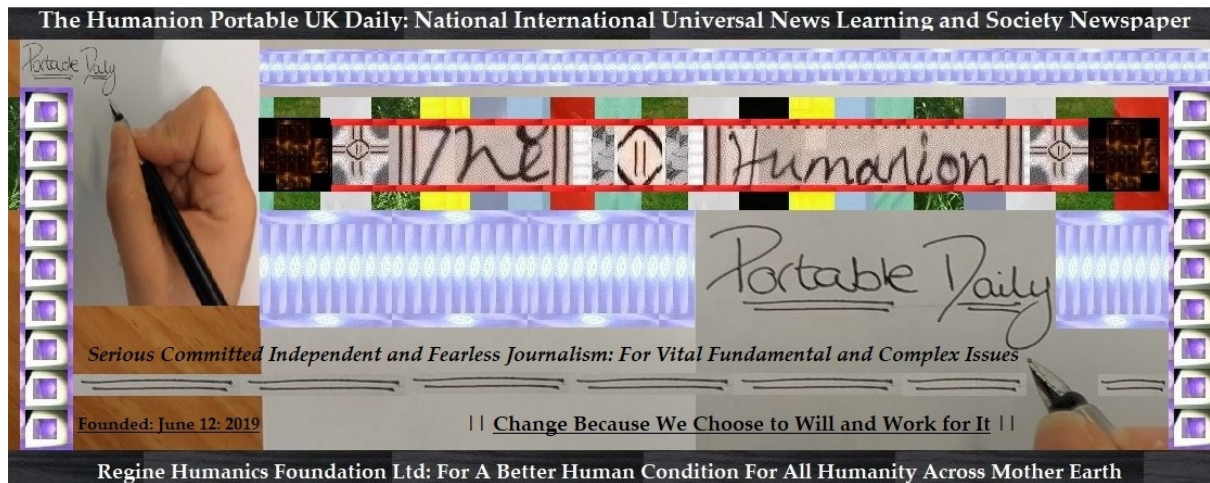 The Humanion Portable UK Daily: National International Universal News Learning and Society Newspaper
Portable Daily
The Humanion
Portable Daily
Serious Committed Independent and Fearless Journalism: For Vital Fundamental and Complex Issues
Founded: June 12: 2019 || Change Because We Choose to Will and Work for It ||
Regine Humanics Foundation Ltd: For A Better Human Condition For All Humanity Across Mother Earth